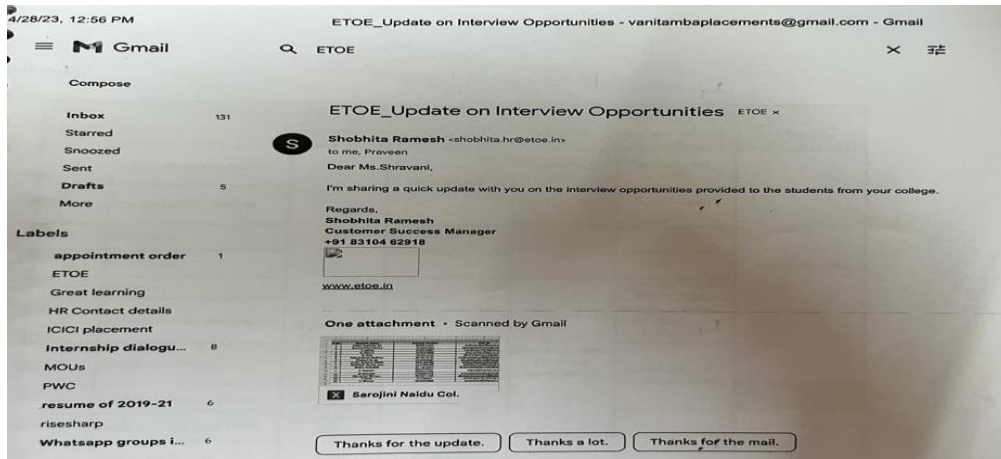 4/28/23, 12:56 PM
ETOE_Update on Interview Opportunities - vanitambaplacements@gmail.com - Gmail
Gmail
ETOE
Compose
Inbox 131
Starred
Snoozed
Sent
Drafts 5
More
Labels
appointment order 1
ETOE
Great learning
HR Contact details
ICICI placement
Internship dialogu... 8
MOUs
PWC
resume of 2019-21 6
risesharp
Whatsapp groups i... 6
ETOE_Update on Interview Opportunities ETOE ×
S
Shobhita Ramesh <shobhita.hr@etoe.in>
to me, Praveen
Dear Ms.Shravani,
I'm sharing a quick update with you on the interview opportunities provided to the students from your college.
Regards,
Shobhita Ramesh
Customer Success Manager
+91 83104 62918
www.etoe.in
One attachment • Scanned by Gmail
X Sarojini Naidu Col.
Thanks for the update.
Thanks a lot.
Thanks for the mail.